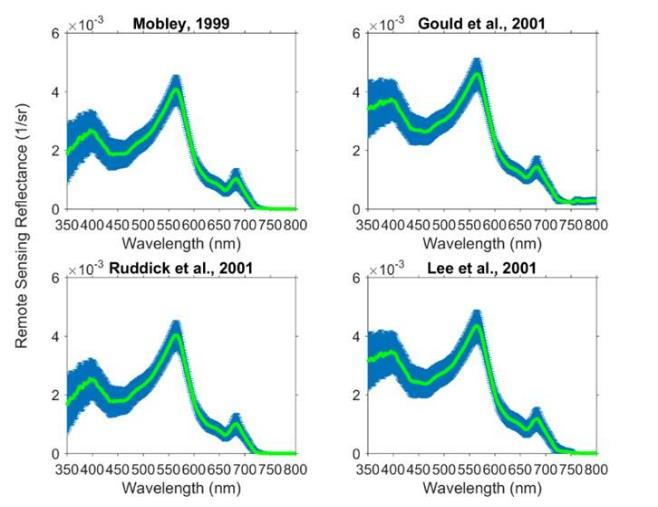 Mobley, 1999
×10-3
6
4
2
0
350 400 450 500 550 600 650 700 750 800
Wavelength (nm)
Gould et al., 2001
×10-3
6
4
2
0
350 400 450 500 550 600 650 700 750 800
Wavelength (nm)
Remote Sensing Reflectance (1/sr)
Ruddick et al., 2001
×10-3
6
4
2
0
350 400 450 500 550 600 650 700 750 800
Wavelength (nm)
Lee et al., 2001
×10-3
6
4
2
0
350 400 450 500 550 600 650 700 750 800
Wavelength (nm)